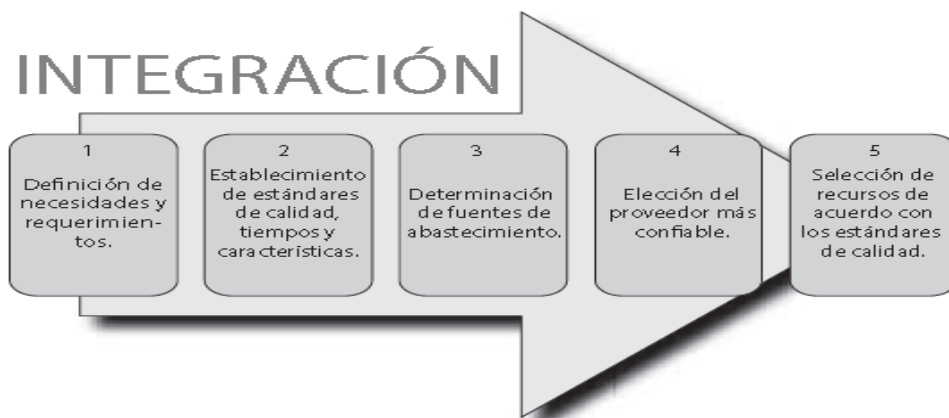 INTEGRACIÓN
1
Definición de
necesidades y
requerimien-
tos.
2
Establecimiento
de estándares
de calidad,
tiempos y
características.
3
Determinación
de fuentes de
abastecimiento.
4
Elección del
proveedor más
confiable.
5
Selección de
recursos de
acuerdo con
los estándares
de calidad.